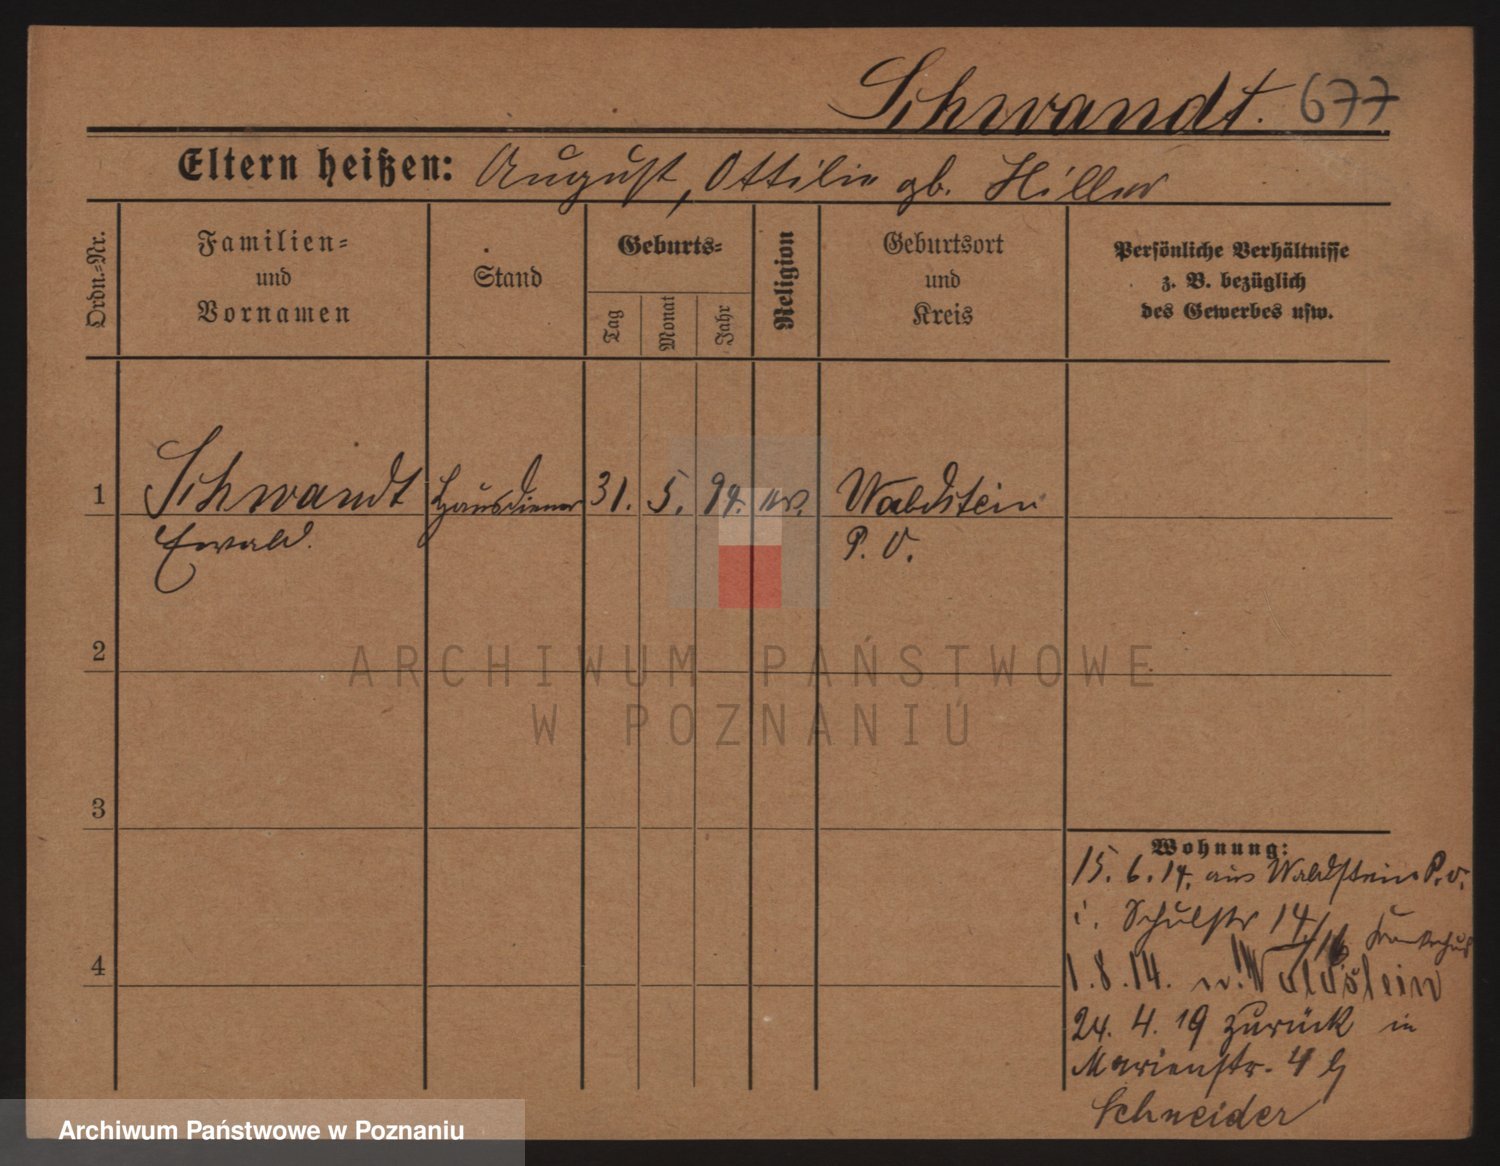 Schwandt. 677
Eltern heißen: August, Ottilie gb. Hiller
Ordn.=Nr.
Familien=
und
Vornamen
Stand
Geburts=
Tag
Monat
Jahr
Religion
Geburtsort
und
Kreis
Persönliche Verhältnisse
z. B. bezüglich
des Gewerbes usw.
1 Schwandt Hausdiener 31. 5. 94. ev. Waldstein
Ewald. P. O.
2
3
4
Wohnung:
15. 6. 14. aus Waldstein P. O.
i. Schulstr 14/16
1. 8. 14. n. Waldstein
24. 4. 19 zurück in
Marienstr. 4 b
Schneider
ARCHIWUM PAŃSTWOWE
W POZNANIU
Archiwum Państwowe w Poznaniu